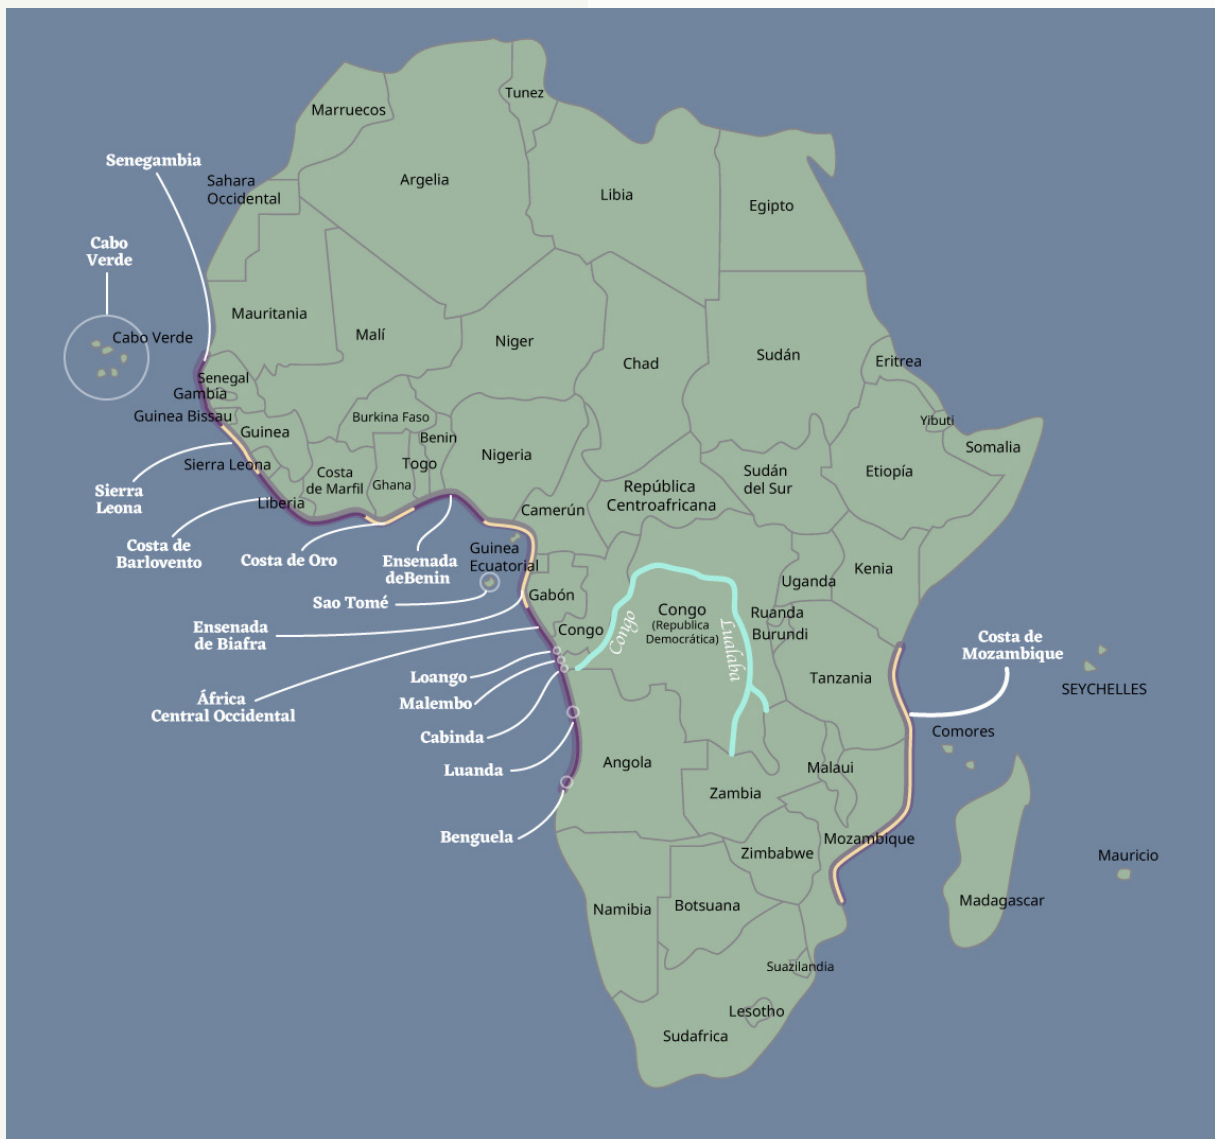 Tunez
Marruecos
Senegambia
Argelia
Sahara
Occidental
Libia
Egipto
Cabo
Verde
Mauritania
Cabo Verde
Malí
Niger
Chad
Sudán
Eritrea
Senegal
Gambia
Guinea Bissau
Burkina Faso
Yibuti
Guinea
Benin
Somalia
Nigeria
Sierra Leona
Togo
Costa
de Marfil
Ghana
Sudán
del Sur
Etiopía
República
Centroafricana
Sierra
Leona
Liberia
Camerún
Costa de
Barlovento
Costa de Oro
Ensenada
deBenin
Guinea
Ecuatorial
Kenia
Uganda
Sao Tomé
Gabón
Congo
(Republica
Democrática)
Ruanda
Burundi
Ensenada
de Biafra
Congo
Congo
Lualaba
Costa de
Mozambique
Loango
Tanzania
SEYCHELLES
África
Central Occidental
Malembo
Cabinda
Comores
Luanda
Angola
Malaui
Zambia
Benguela
Mozambique
Zimbabwe
Mauricio
Namibia
Botsuana
Madagascar
Suazilandia
Lesotho
Sudafrica